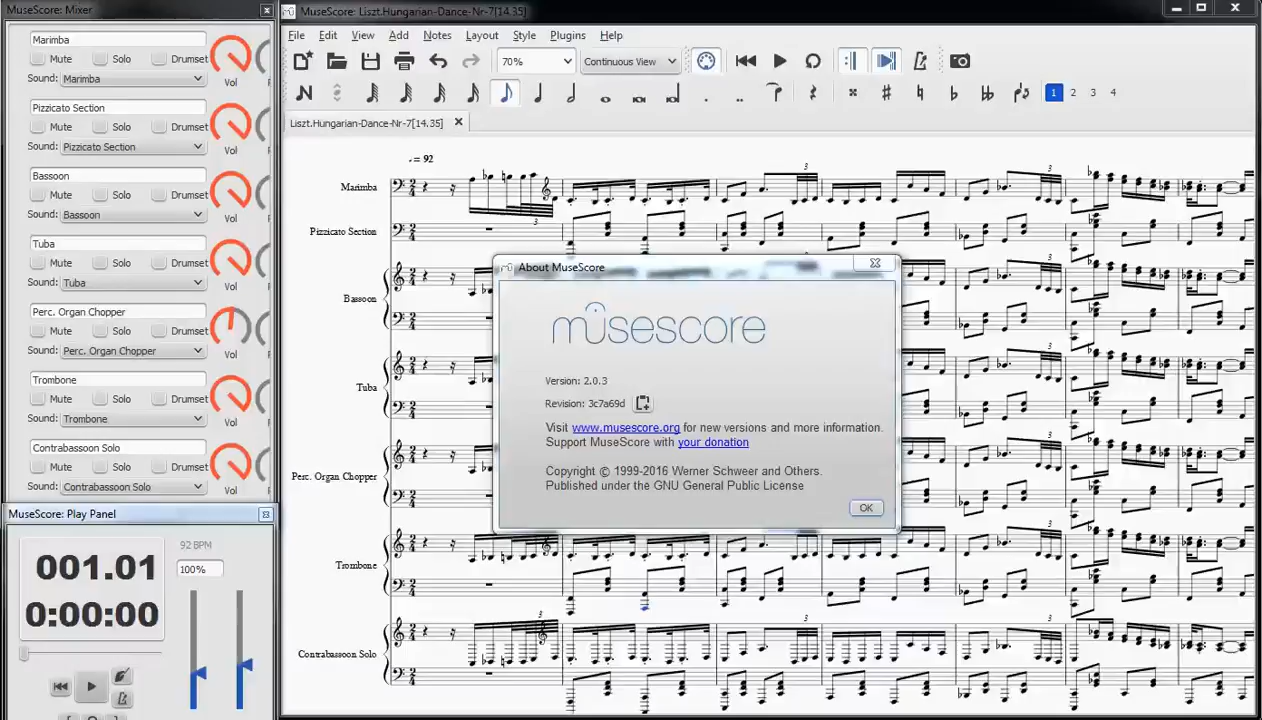 MuseScore: Mixer
Marimba
Mute Solo Drumset
Vol
Sound: Marimba
Pizzicato Section
Mute Solo Drumset
Vol
Sound: Pizzicato Section
Bassoon
Mute Solo Drumset
Vol
Sound: Bassoon
Tuba
Mute Solo Drumset
Vol
Sound: Tuba
Perc. Organ Chopper
Mute Solo Drumset
Vol
Sound: Perc. Organ Chopper
Trombone
Mute Solo Drumset
Vol
Sound: Trombone
Contrabassoon Solo
Mute Solo Drumset
Vol
Sound: Contrabassoon Solo
MuseScore: Play Panel
001.01
0:00:00
92 BPM
100%
MuseScore: Liszt.Hungarian-Dance-Nr-7[14.35]
File Edit View Add Notes Layout Style Plugins Help
70% Continuous View
1 2 3 4
Liszt.Hungarian-Dance-Nr-7[14.35]
= 92
Marimba
Pizzicato Section
Bassoon
Tuba
Perc. Organ Chopper
Trombone
Contrabassoon Solo
About MuseScore
musescore
Version: 2.0.3
Revision: 3c7a69d
Visit www.musescore.org for new versions and more information.
Support MuseScore with your donation
Copyright © 1999-2016 Werner Schweer and Others.
Published under the GNU General Public License
OK